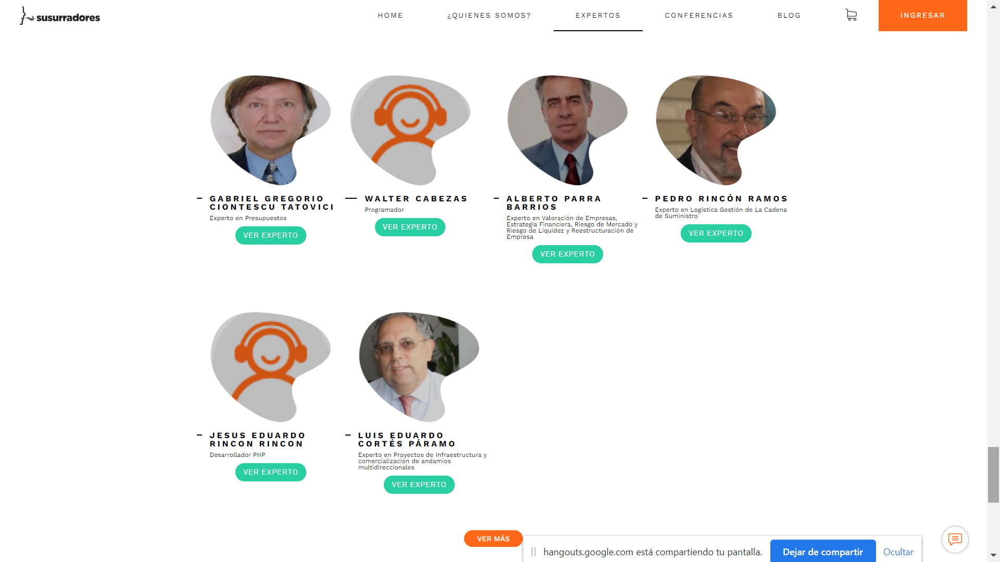 susurradores
HOME
¿QUIENES SOMOS?
EXPERTOS
CONFERENCIAS
BLOG
INGRESAR
GABRIEL GREGORIO
CIONTESCU TATOVICI
Experto en Presupuestos
VER EXPERTO
WALTER CABEZAS
Programador
VER EXPERTO
ALBERTO PARRA
BARRIOS
Experto en Valoración de Empresas,
Estrategia Financiera, Riesgo de Mercado y
Riesgo de Liquidez y Reestructuración de
Empresa
VER EXPERTO
PEDRO RINCÓN RAMOS
Experto en Logística Gestión de La Cadena
de Suministro
VER EXPERTO
JESUS EDUARDO
RINCON RINCON
Desarrollador PHP
VER EXPERTO
LUIS EDUARDO
CORTÉS PÁRAMO
Experto en Proyectos de Infraestructura y
comercializacion de andamios
multidireccionales
VER EXPERTO
VER MÁS
hangouts.google.com está compartiendo tu pantalla.
Dejar de compartir
Ocultar